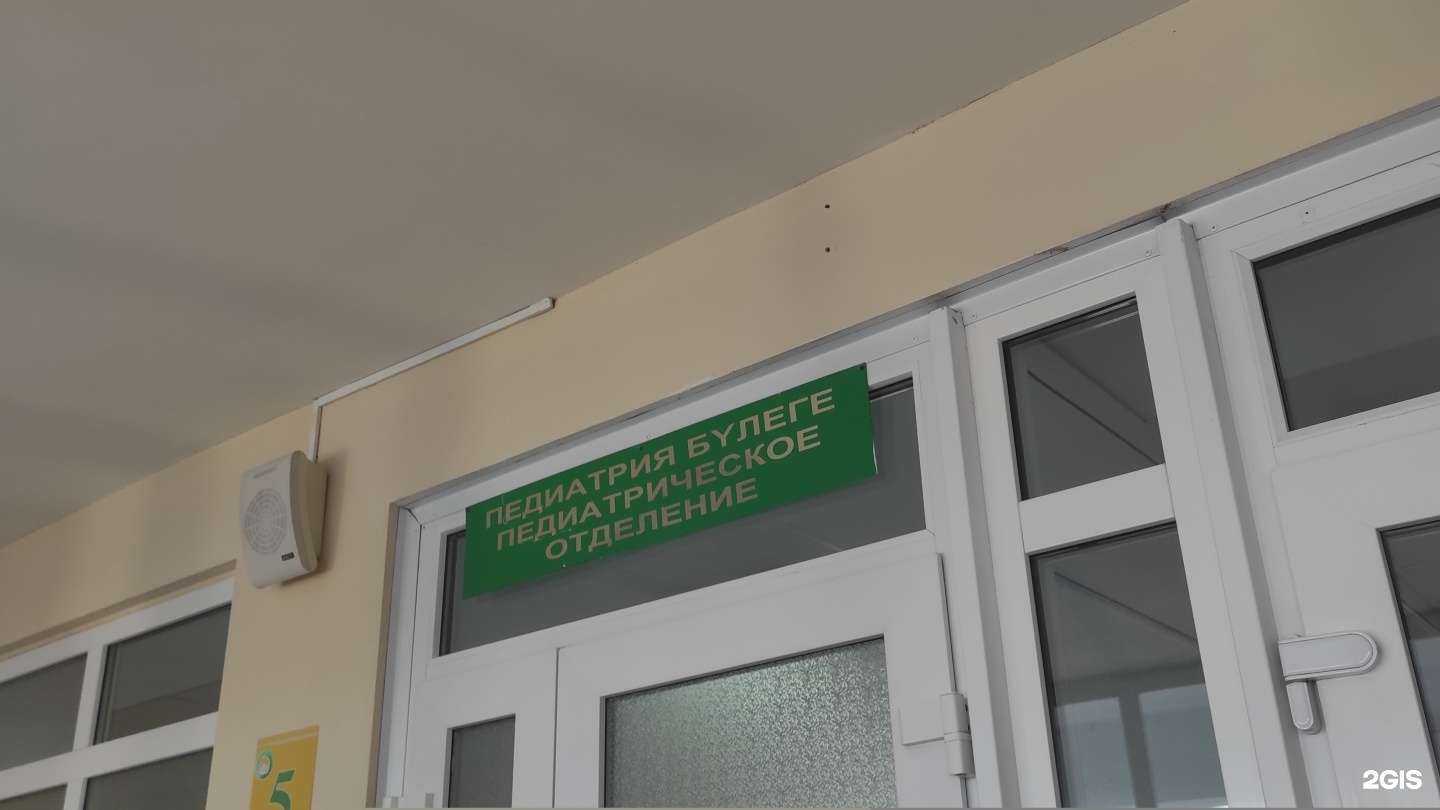 ПЕДИАТРИЯ БҮЛЕГЕ
ПЕДИАТРИЧЕСКОЕ
ОТДЕЛЕНИЕ
5
2GIS